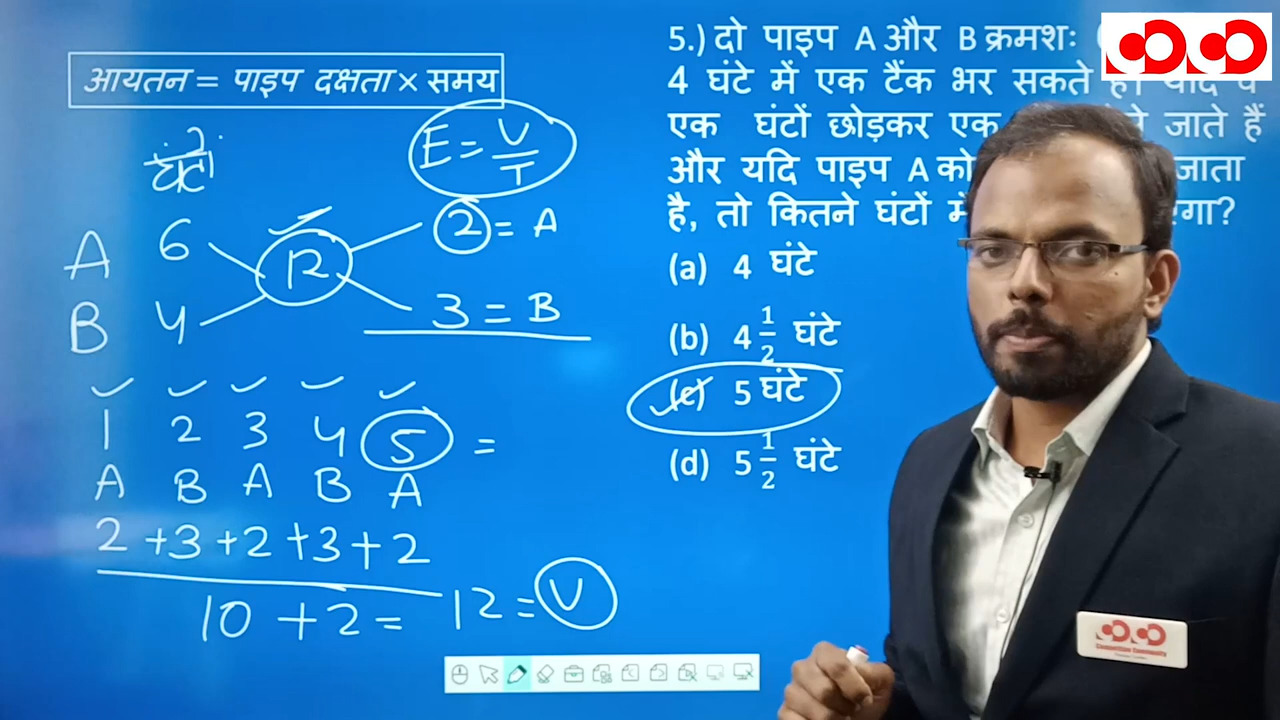 आयतन = पाइप दक्षता × समय
E = V/T
घंटा
A 6
B 4
12
2 = A
3 = B
1 2 3 4 5 =
A B A B A
2 +3 +2 +3 + 2
10 + 2 = 12 = V
5.) दो पाइप A और B क्रमशः
4 घंटे में एक टैंक भर सकते
एक घंटों छोड़कर एक जाते हैं
और यदि पाइप A को जाता
है, तो कितने घंटों
(a) 4 घंटे
(b) 4 1/2 घंटे
(c) 5 घंटे
(d) 5 1/2 घंटे
Competition Community